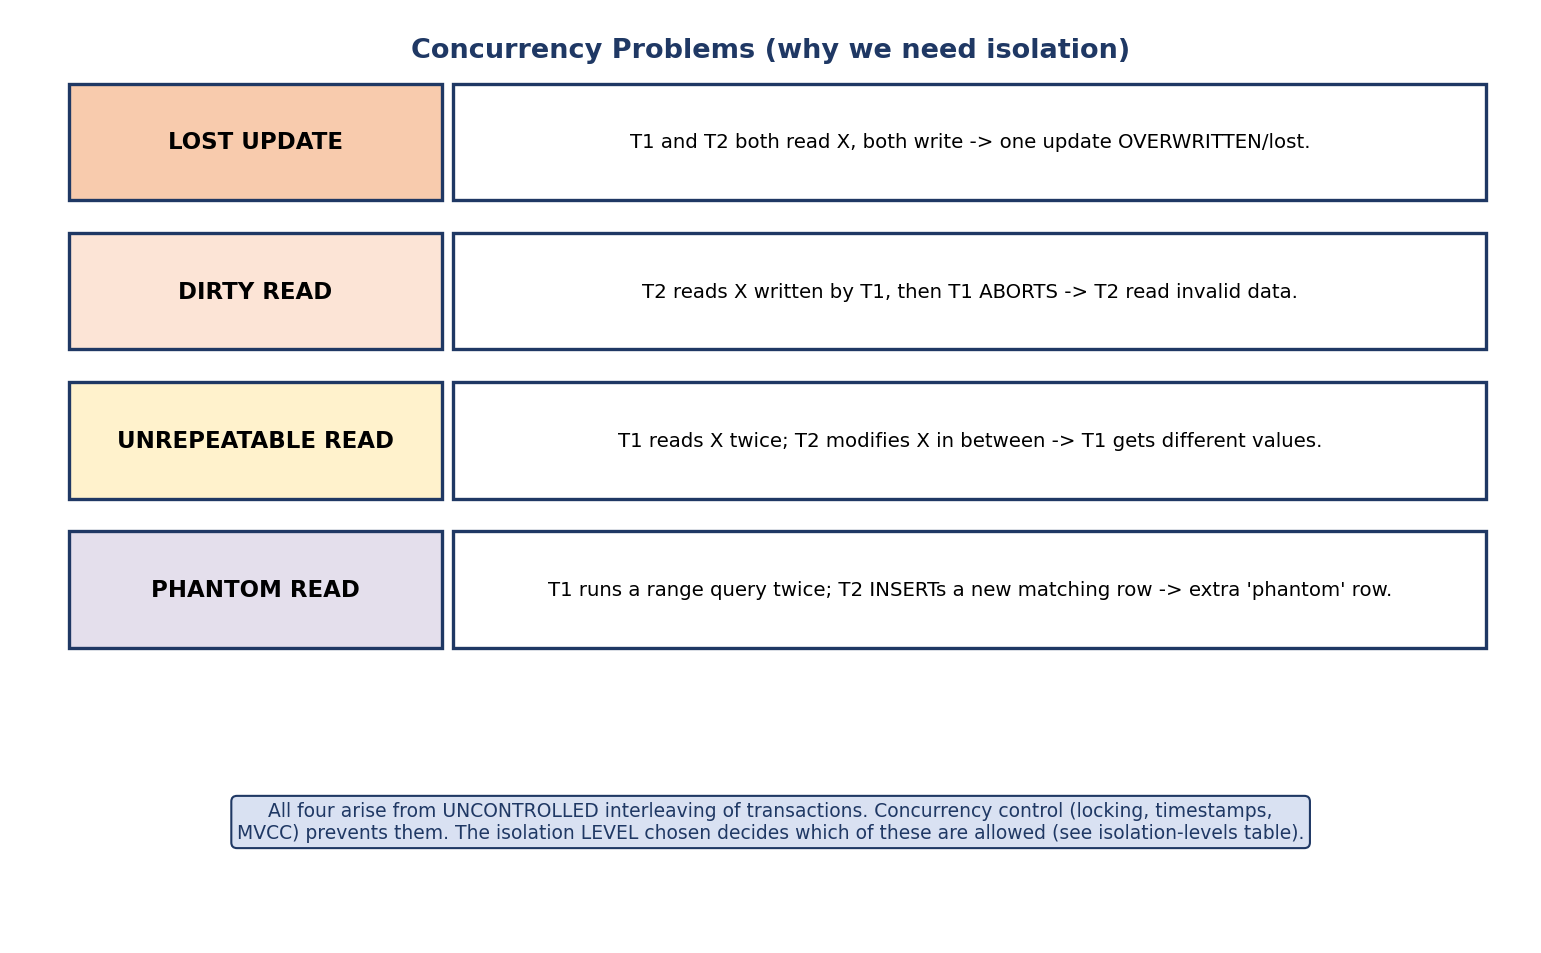 Concurrency Problems (why we need isolation)
LOST UPDATE
T1 and T2 both read X, both write -> one update OVERWRITTEN/lost.
DIRTY READ
T2 reads X written by T1, then T1 ABORTS -> T2 read invalid data.
UNREPEATABLE READ
T1 reads X twice; T2 modifies X in between -> T1 gets different values.
PHANTOM READ
T1 runs a range query twice; T2 INSERTs a new matching row -> extra 'phantom' row.
All four arise from UNCONTROLLED interleaving of transactions. Concurrency control (locking, timestamps,
MVCC) prevents them. The isolation LEVEL chosen decides which of these are allowed (see isolation-levels table).